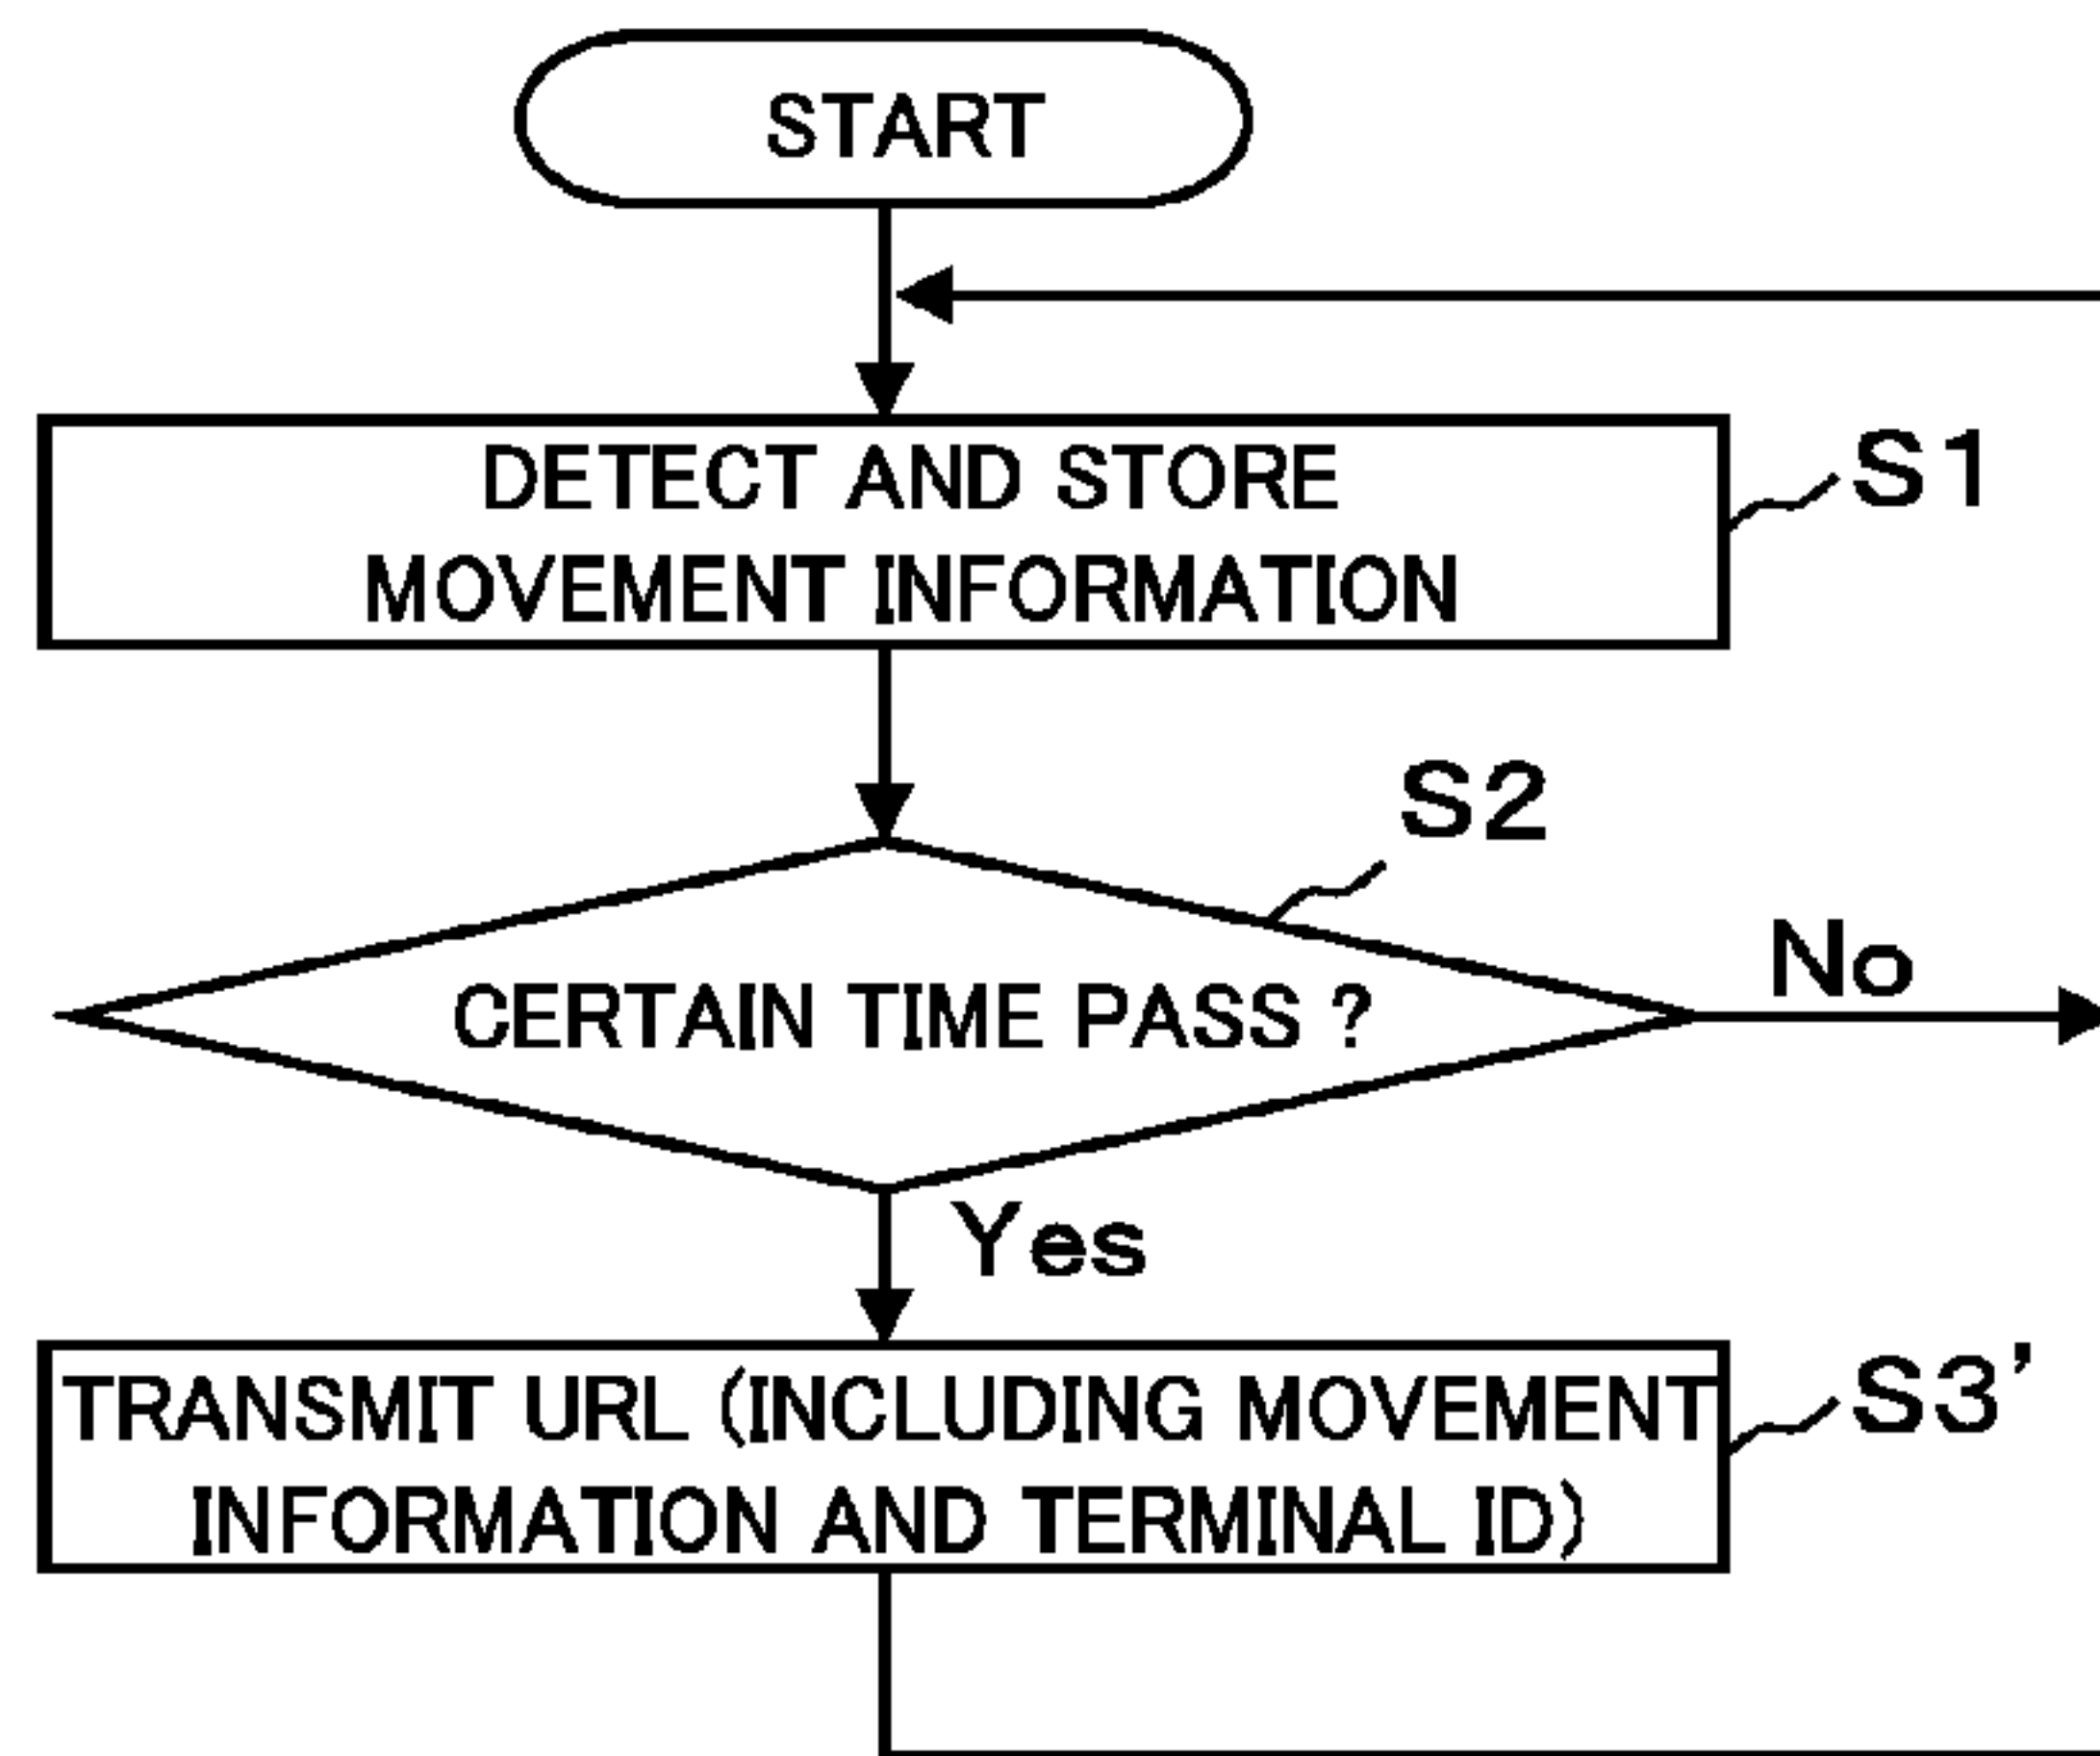 START
DETECT AND STORE
MOVEMENT INFORMATION
S1
S2
CERTAIN TIME PASS ?
No
Yes
TRANSMIT URL (INCLUDING MOVEMENT
INFORMATION AND TERMINAL ID)
S3'